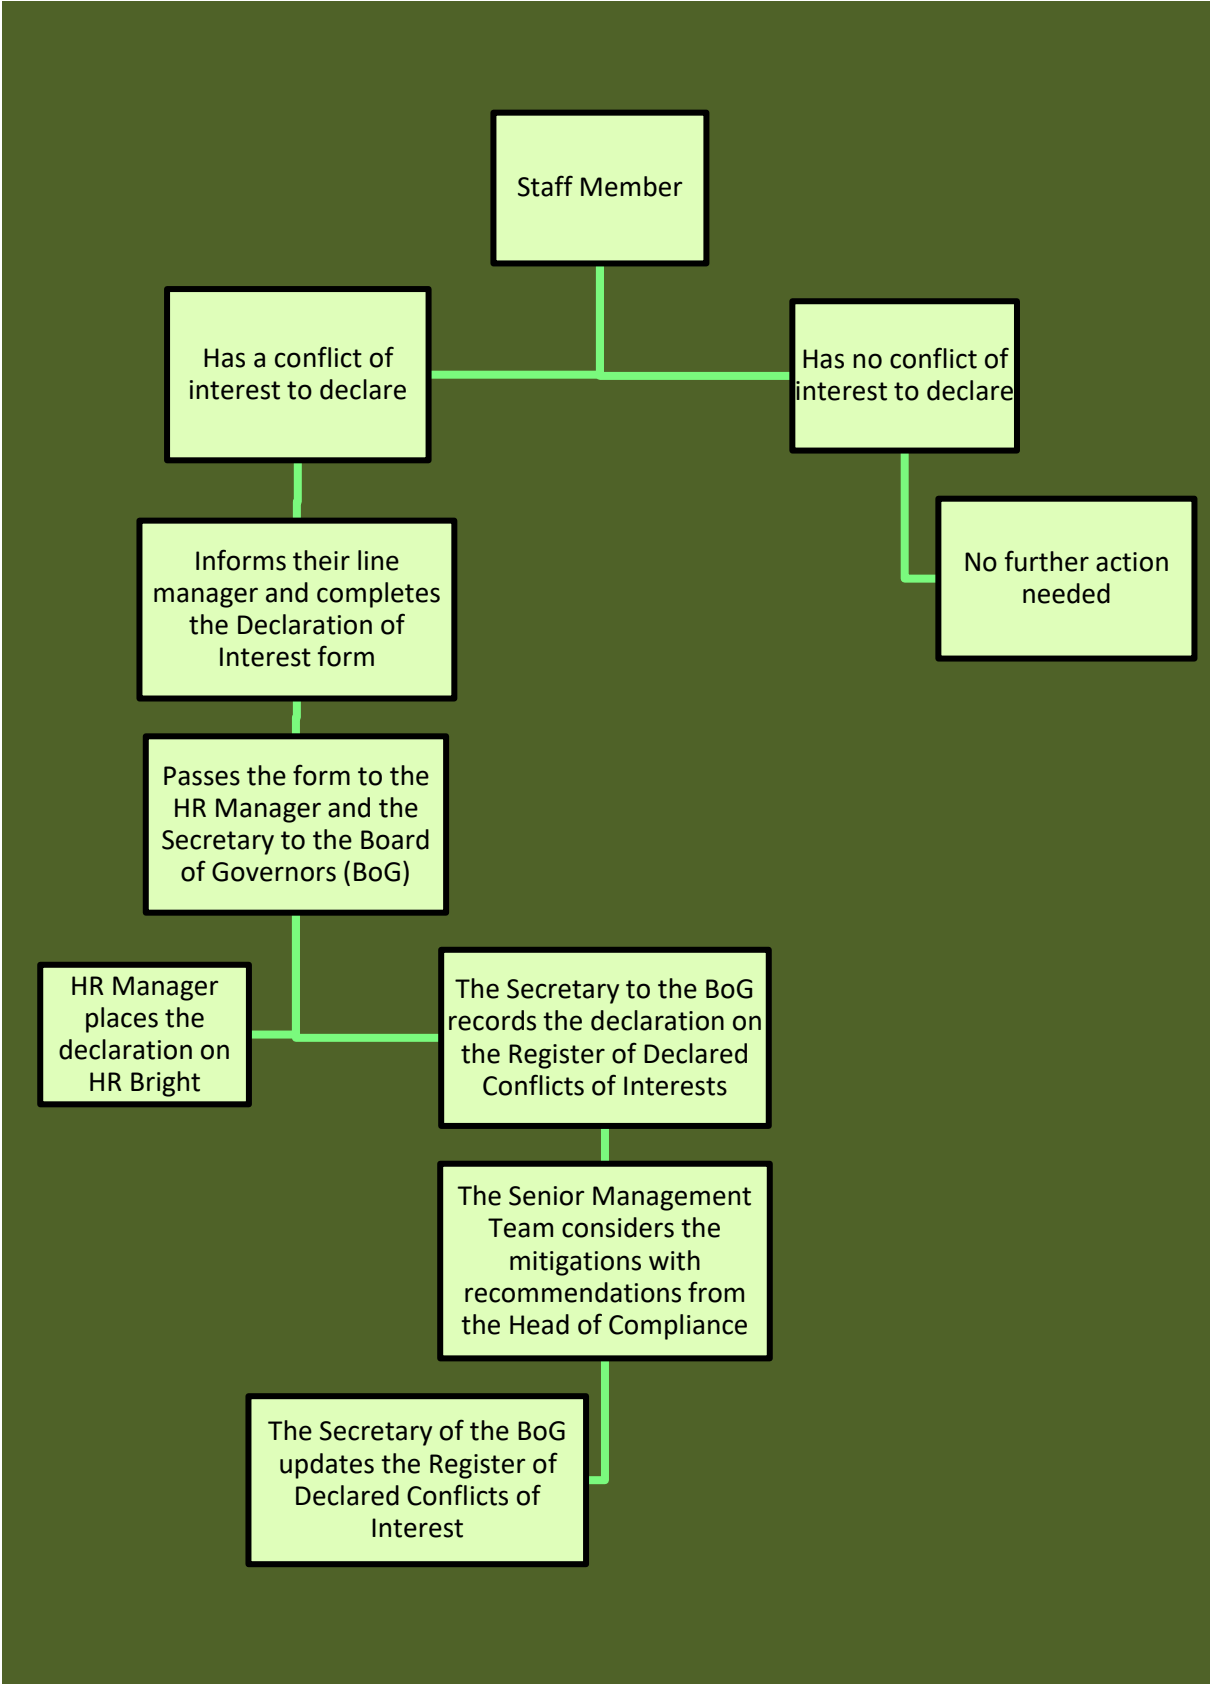 Staff Member
Has a conflict of
interest to declare
Has no conflict of
interest to declare
Informs their line
manager and completes
the Declaration of
Interest form
No further action
needed
Passes the form to the
HR Manager and the
Secretary to the Board
of Governors (BoG)
HR Manager
places the
declaration on
HR Bright
The Secretary to the BoG
records the declaration on
the Register of Declared
Conflicts of Interests
The Senior Management
Team considers the
mitigations with
recommendations from
the Head of Compliance
The Secretary of the BoG
updates the Register of
Declared Conflicts of
Interest